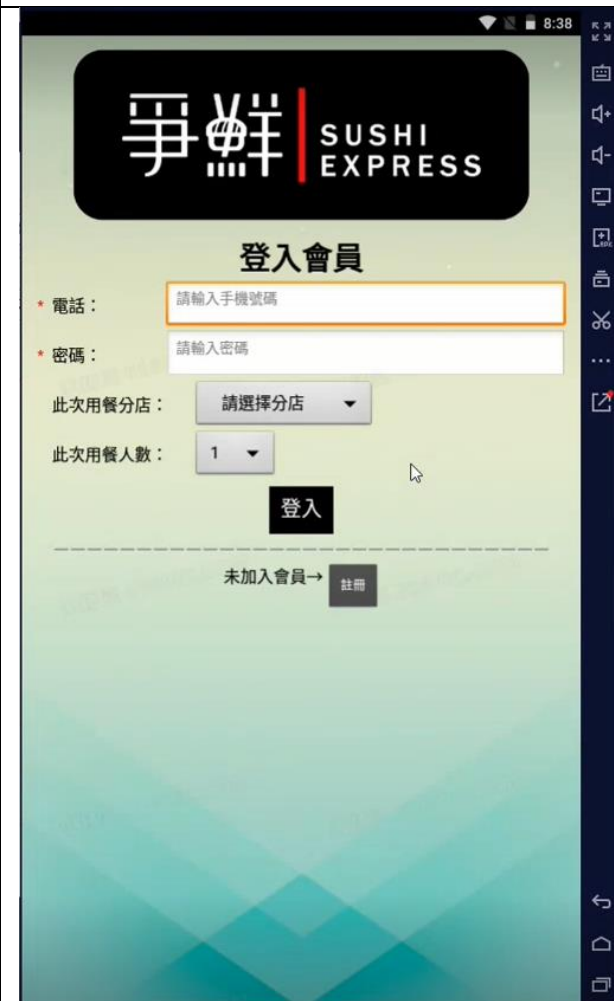 8:38
爭鮮 SUSHI
EXPRESS
登入會員
* 電話： 請輸入手機號碼
* 密碼： 請輸入密碼
此次用餐分店： 請選擇分店
此次用餐人數： 1
登入
未加入會員→ 註冊